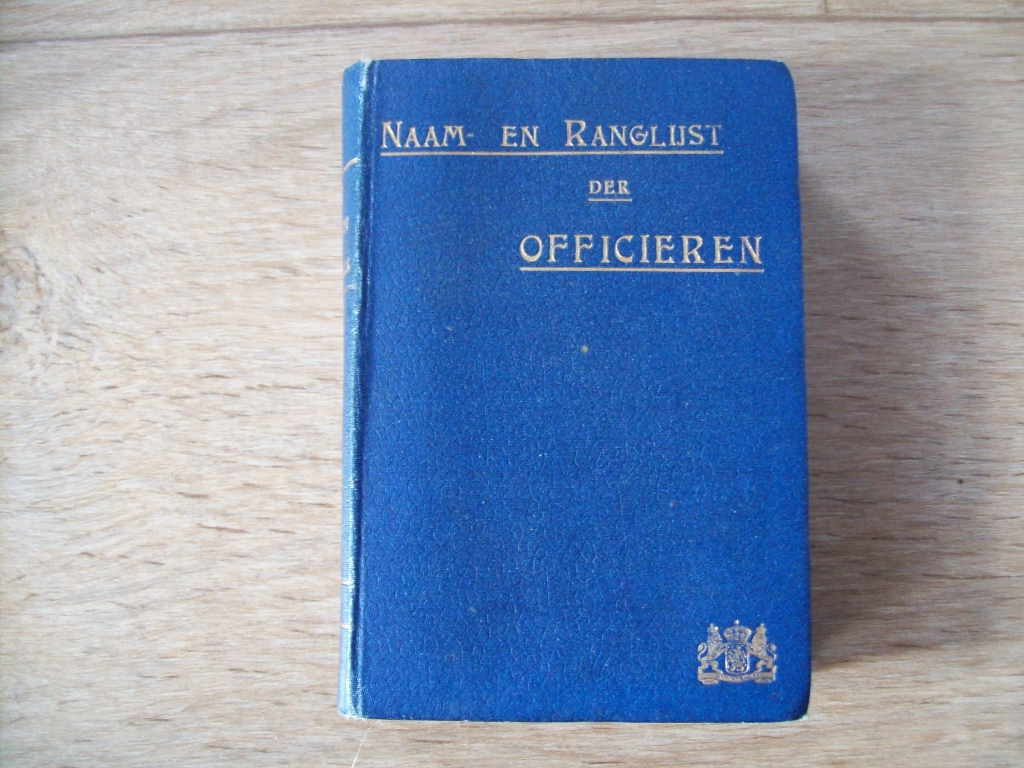 NAAM- EN RANGLIJST
DER
OFFICIEREN